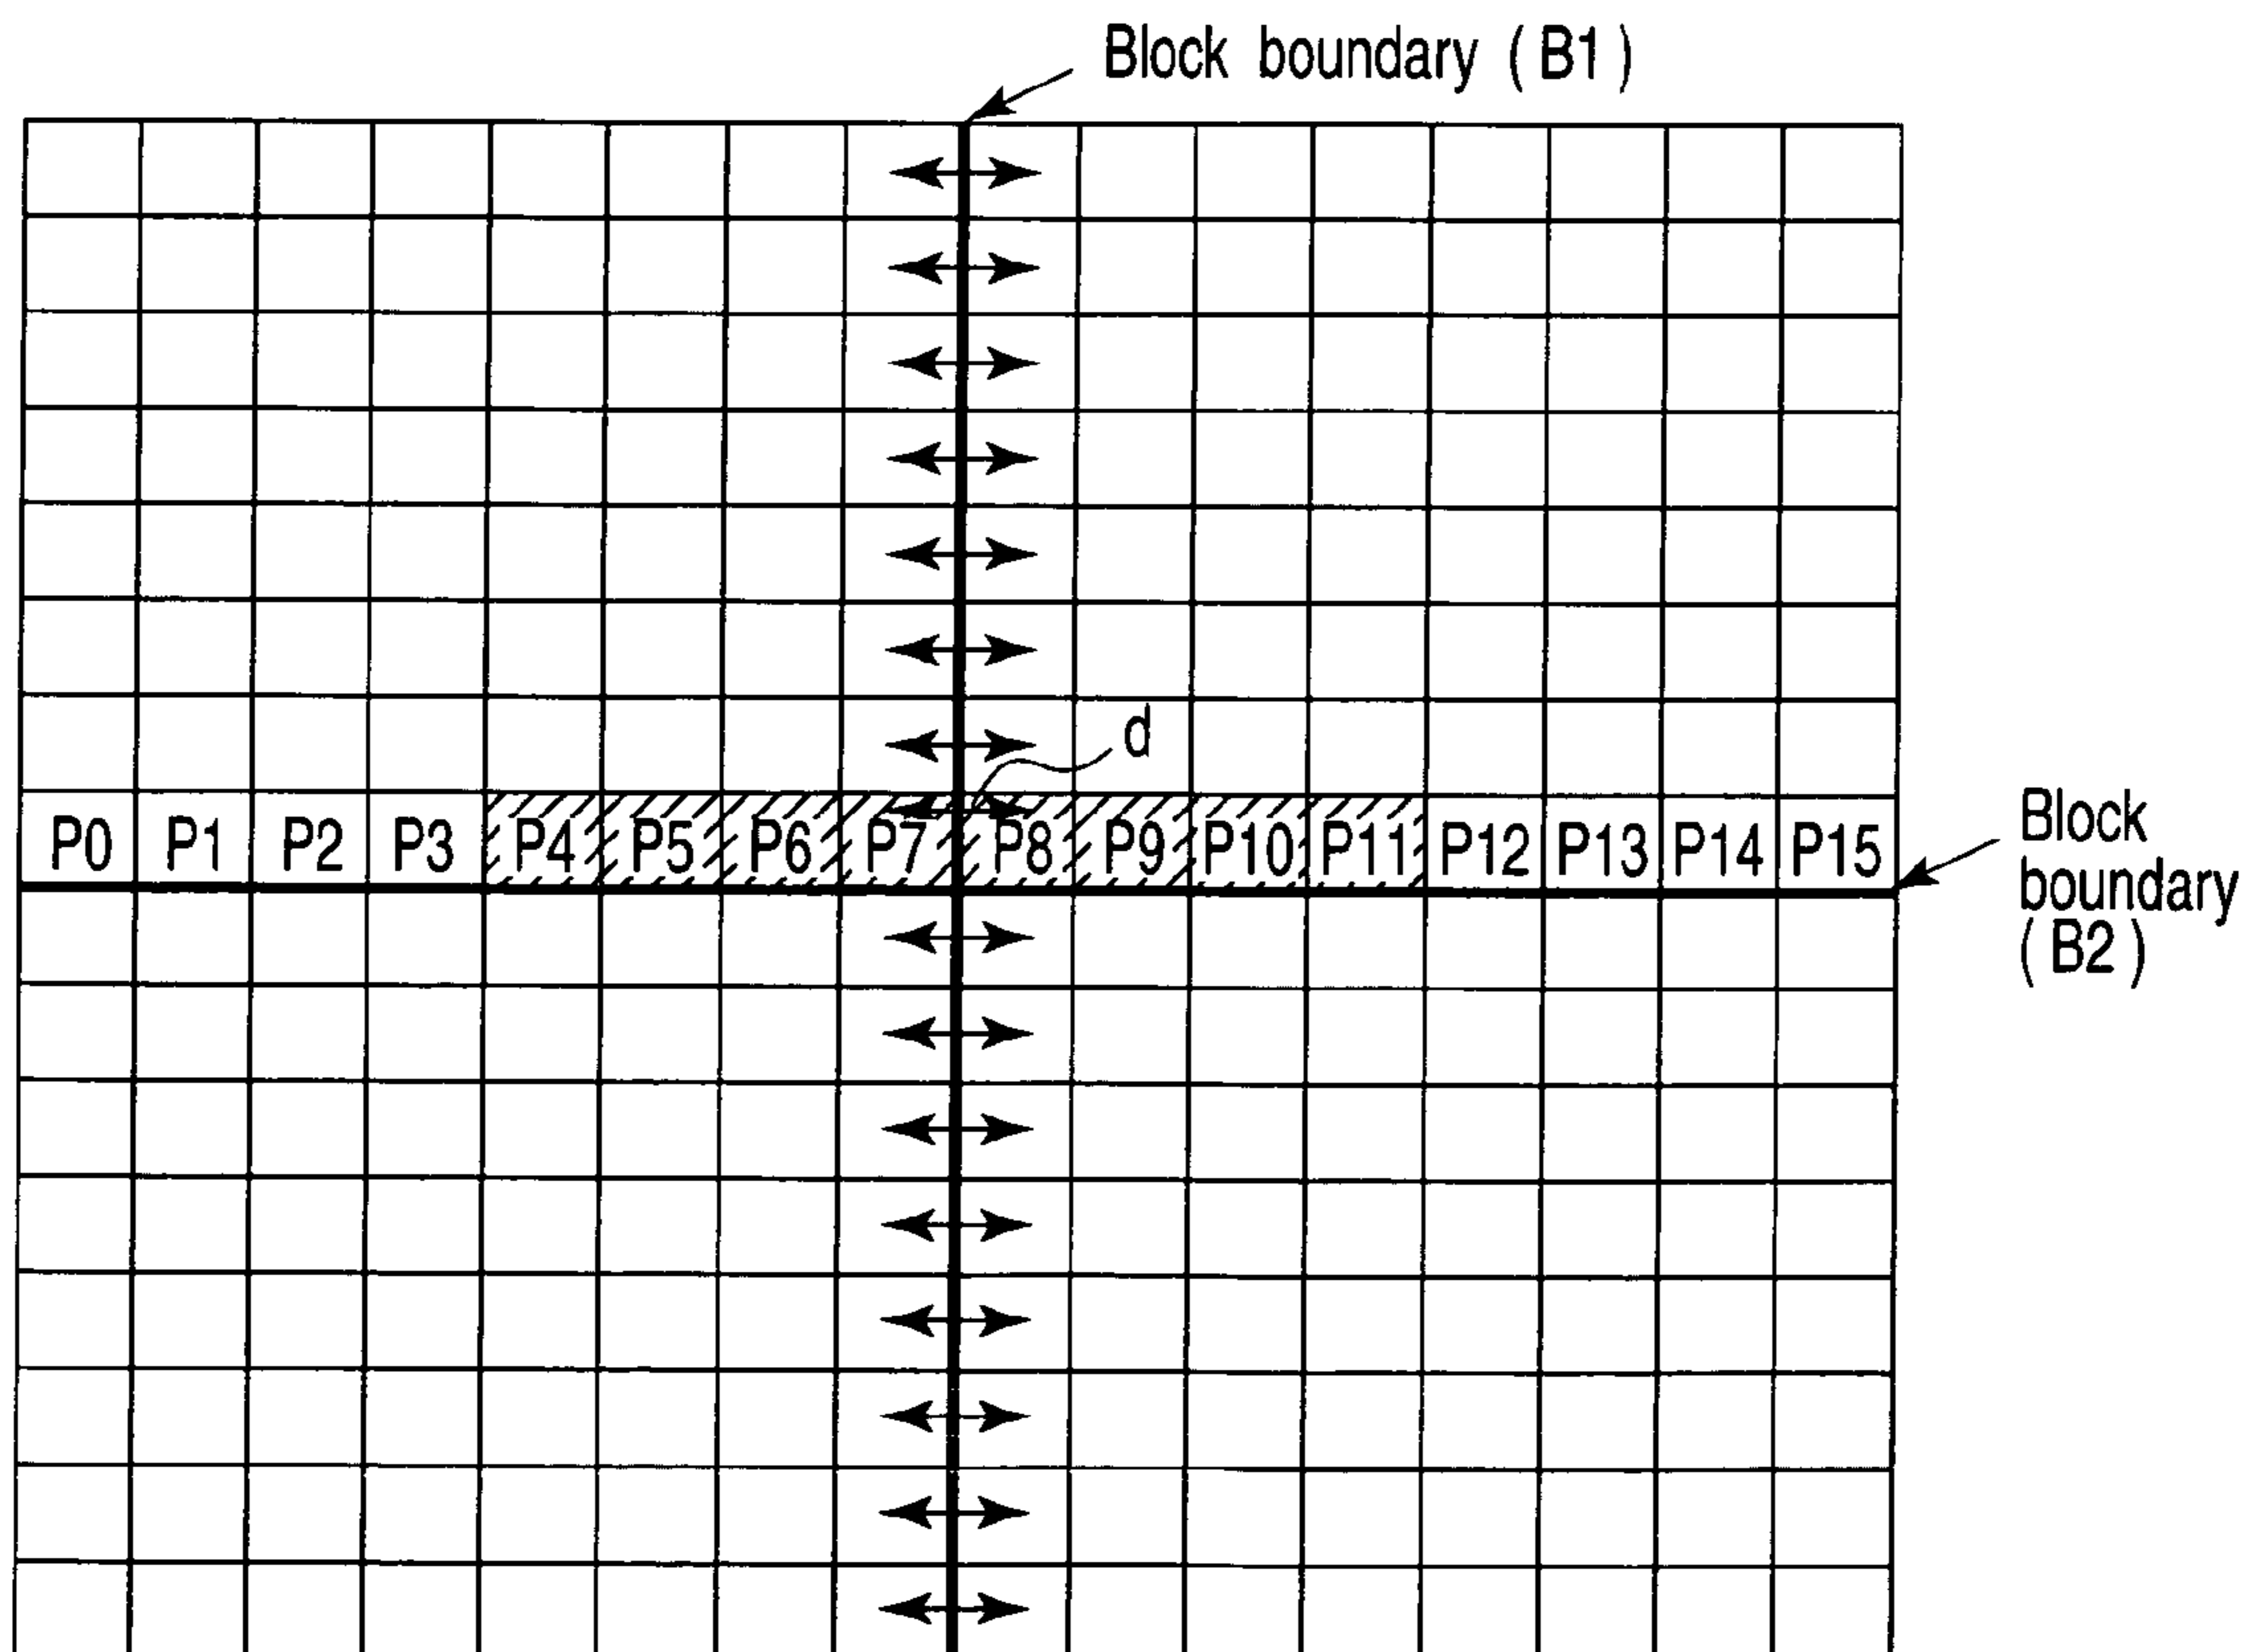 Block boundary ( B1 )
d
P0 P1 P2 P3 P4 P5 P6 P7 P8 P9 P10 P11 P12 P13 P14 P15
Block
boundary
( B2 )